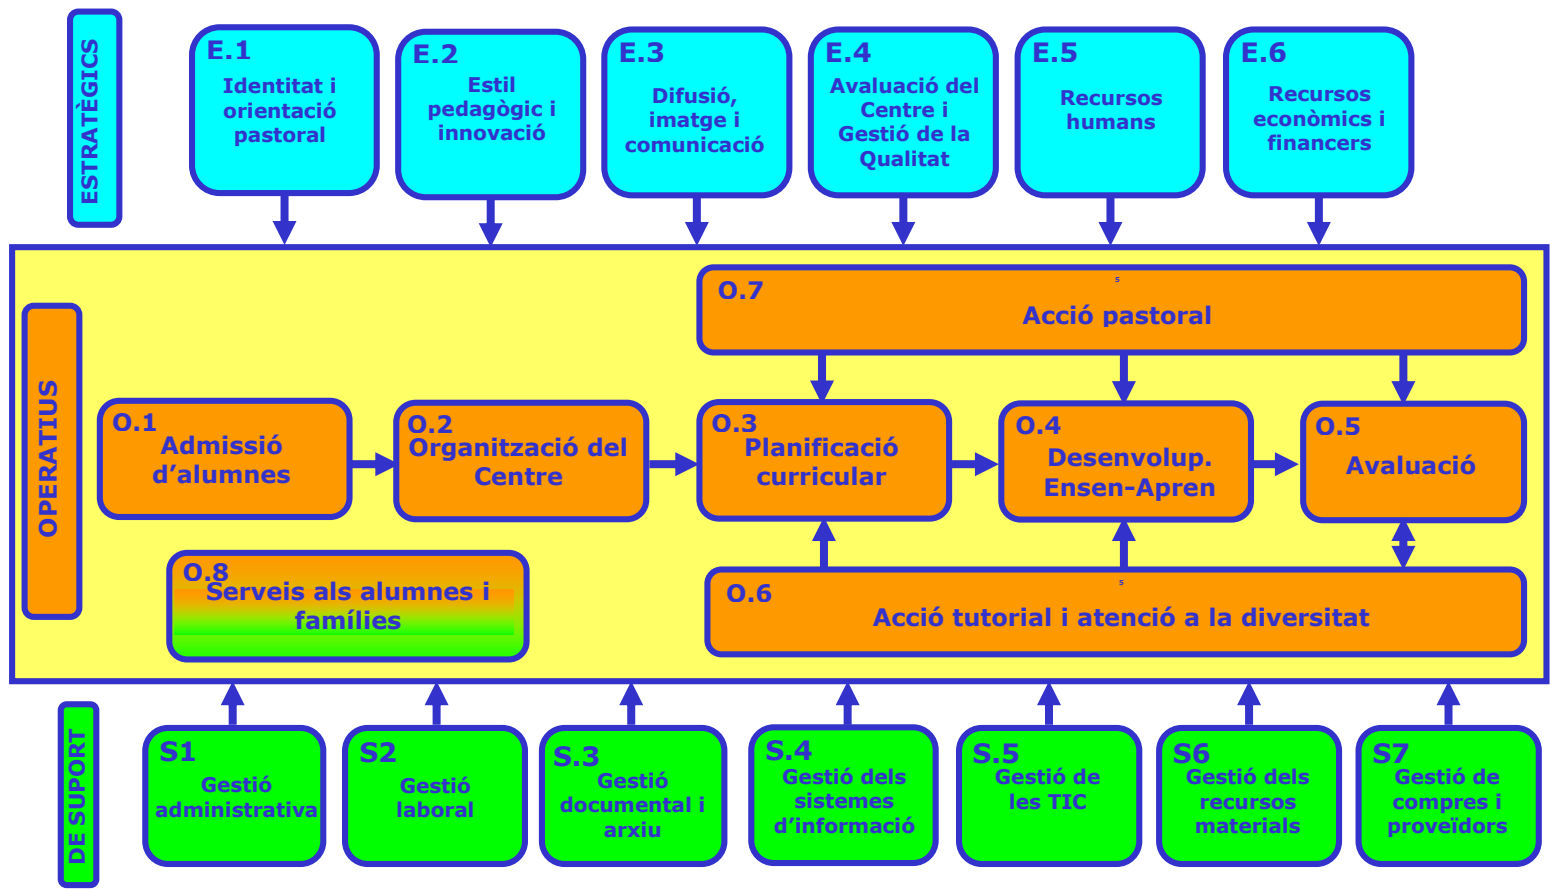 ESTRATÈGICS
E.1
Identitat i
orientació
pastoral
E.2
Estil
pedagògic i
innovació
E.3
Difusió,
imatge i
comunicació
E.4
Avaluació del
Centre i
Gestió de la
Qualitat
E.5
Recursos
humans
E.6
Recursos
econòmics i
financers
OPERATIUS
O.7
s
Acció pastoral
O.1
Admissió
d’alumnes
O.2
Organització del
Centre
O.3
Planificació
curricular
O.4
Desenvolup.
Ensen-Apren
O.5
Avaluació
O.8
Serveis als alumnes i
famílies
O.6
s
Acció tutorial i atenció a la diversitat
DE SUPORT
S1
Gestió
administrativa
S2
Gestió
laboral
S.3
Gestió
documental i
arxiu
S.4
Gestió dels
sistemes
d’informació
S.5
Gestió de
les TIC
S6
Gestió dels
recursos
materials
S7
Gestió de
compres i
proveïdors